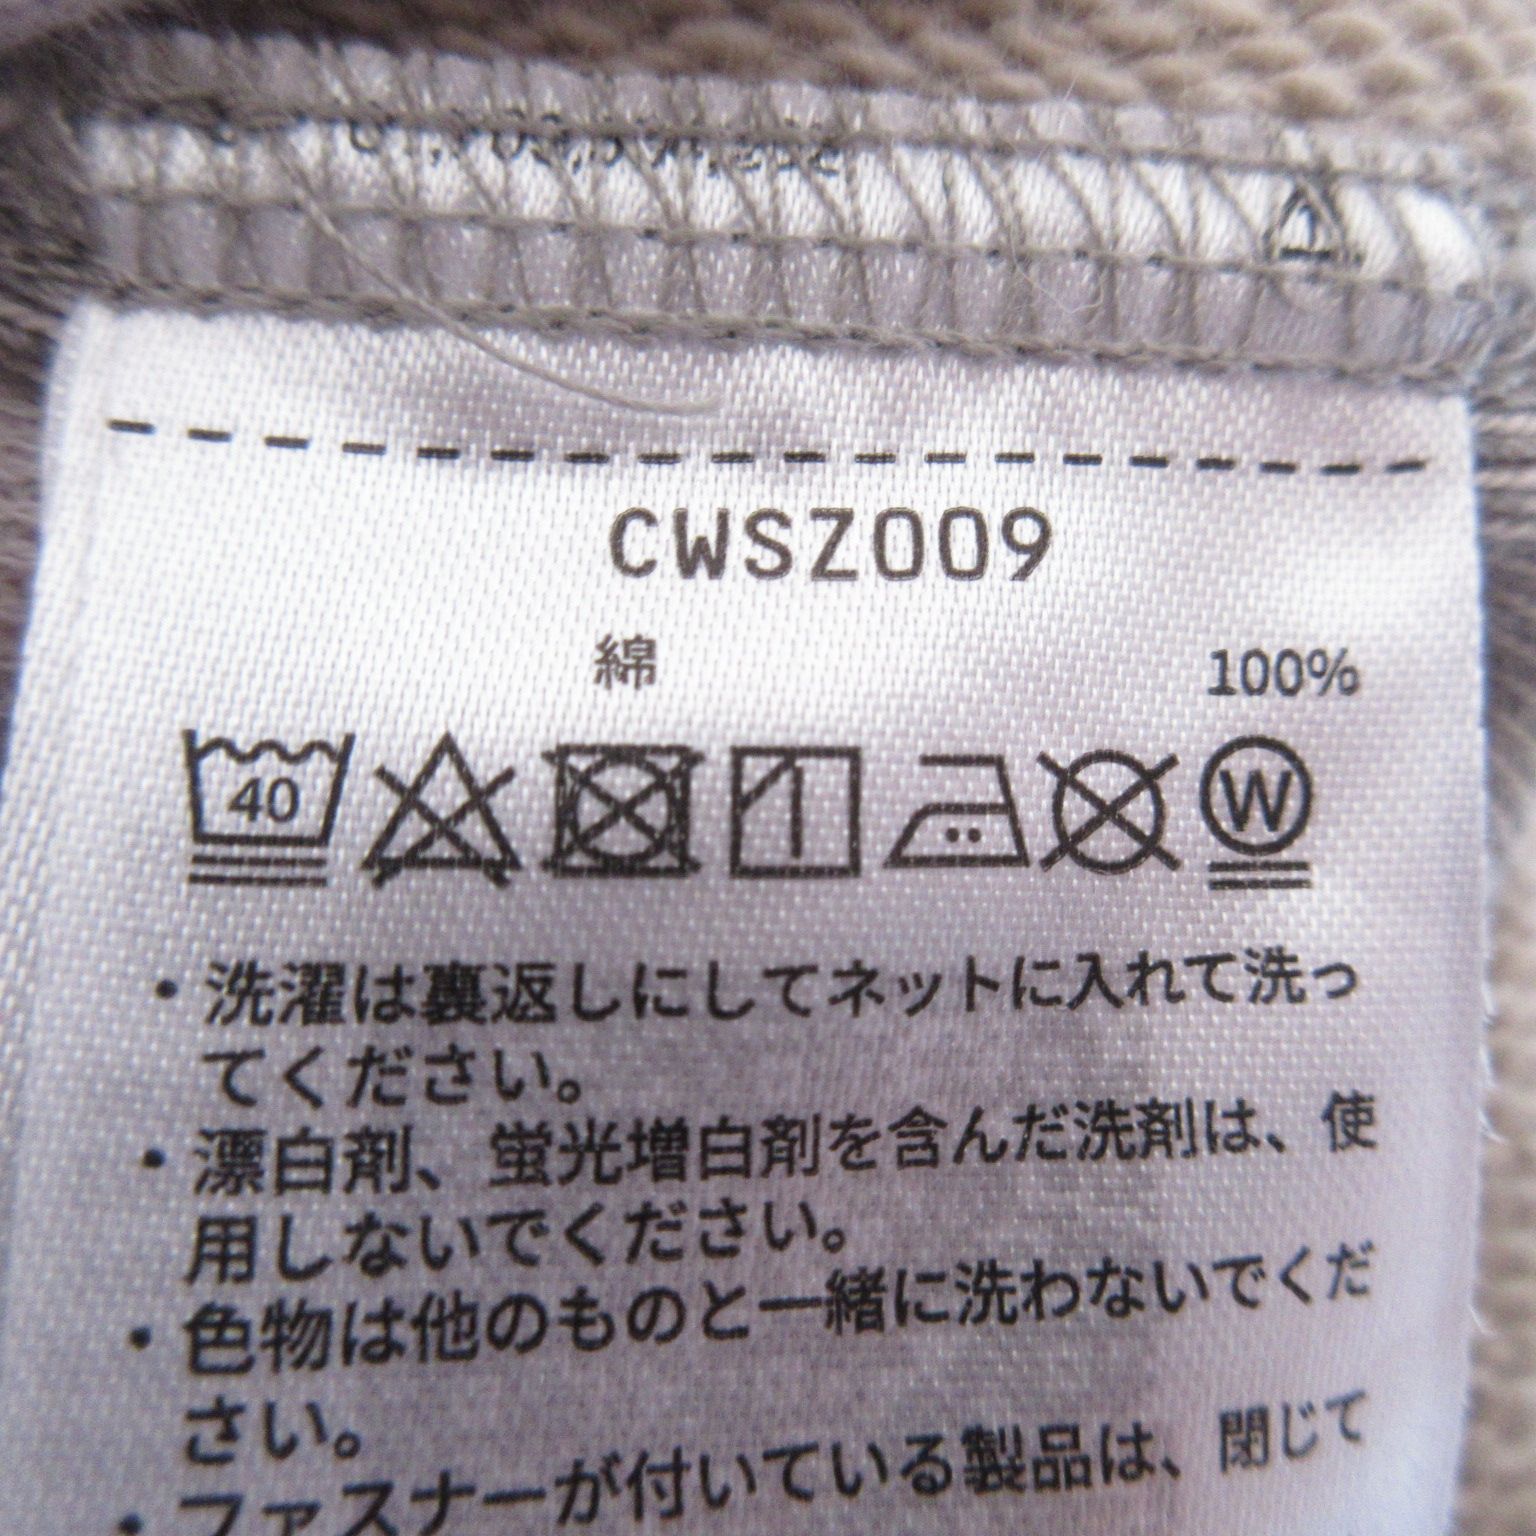 CWSZ009
綿 100%
40
W
・洗濯は裏返しにしてネットに入れて洗っ
てください。
・漂白剤、蛍光増白剤を含んだ洗剤は、使
用しないでください。
・色物は他のものと一緒に洗わないでくだ
さい。
・ファスナーが付いている製品は、閉じて